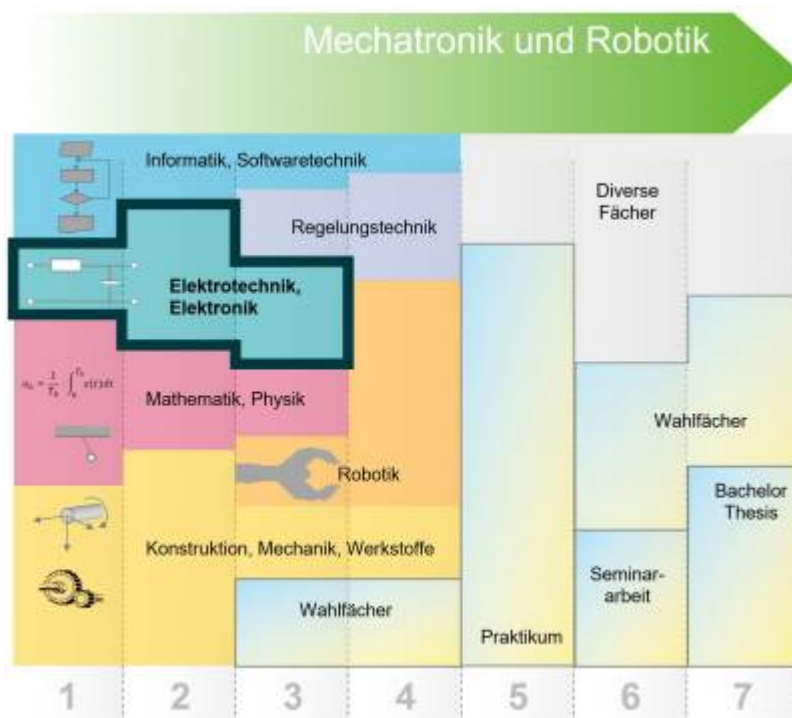 Mechatronik und Robotik
Informatik, Softwaretechnik
Diverse
Fächer
Regelungstechnik
Elektrotechnik,
Elektronik
Mathematik, Physik
Wahlfächer
Robotik
Bachelor
Thesis
Konstruktion, Mechanik, Werkstoffe
Seminar-
arbeit
Wahlfächer
Praktikum
1 2 3 4 5 6 7